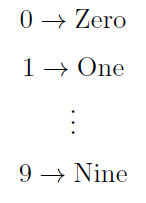 0 → Zero
1 → One
⋮
9 → Nine